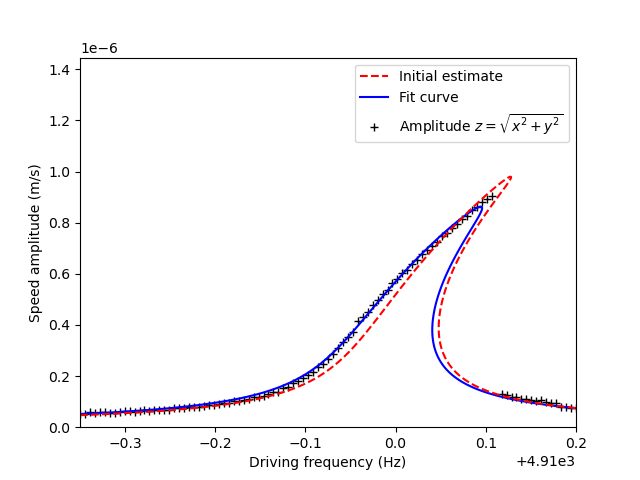 1e−6
1.4
1.2
1.0
0.8
0.6
0.4
0.2
0.0
Speed amplitude (m/s)
Initial estimate
Fit curve
Amplitude z = √x² + y²
−0.3 −0.2 −0.1 0.0 0.1 0.2
Driving frequency (Hz)
+4.91e3